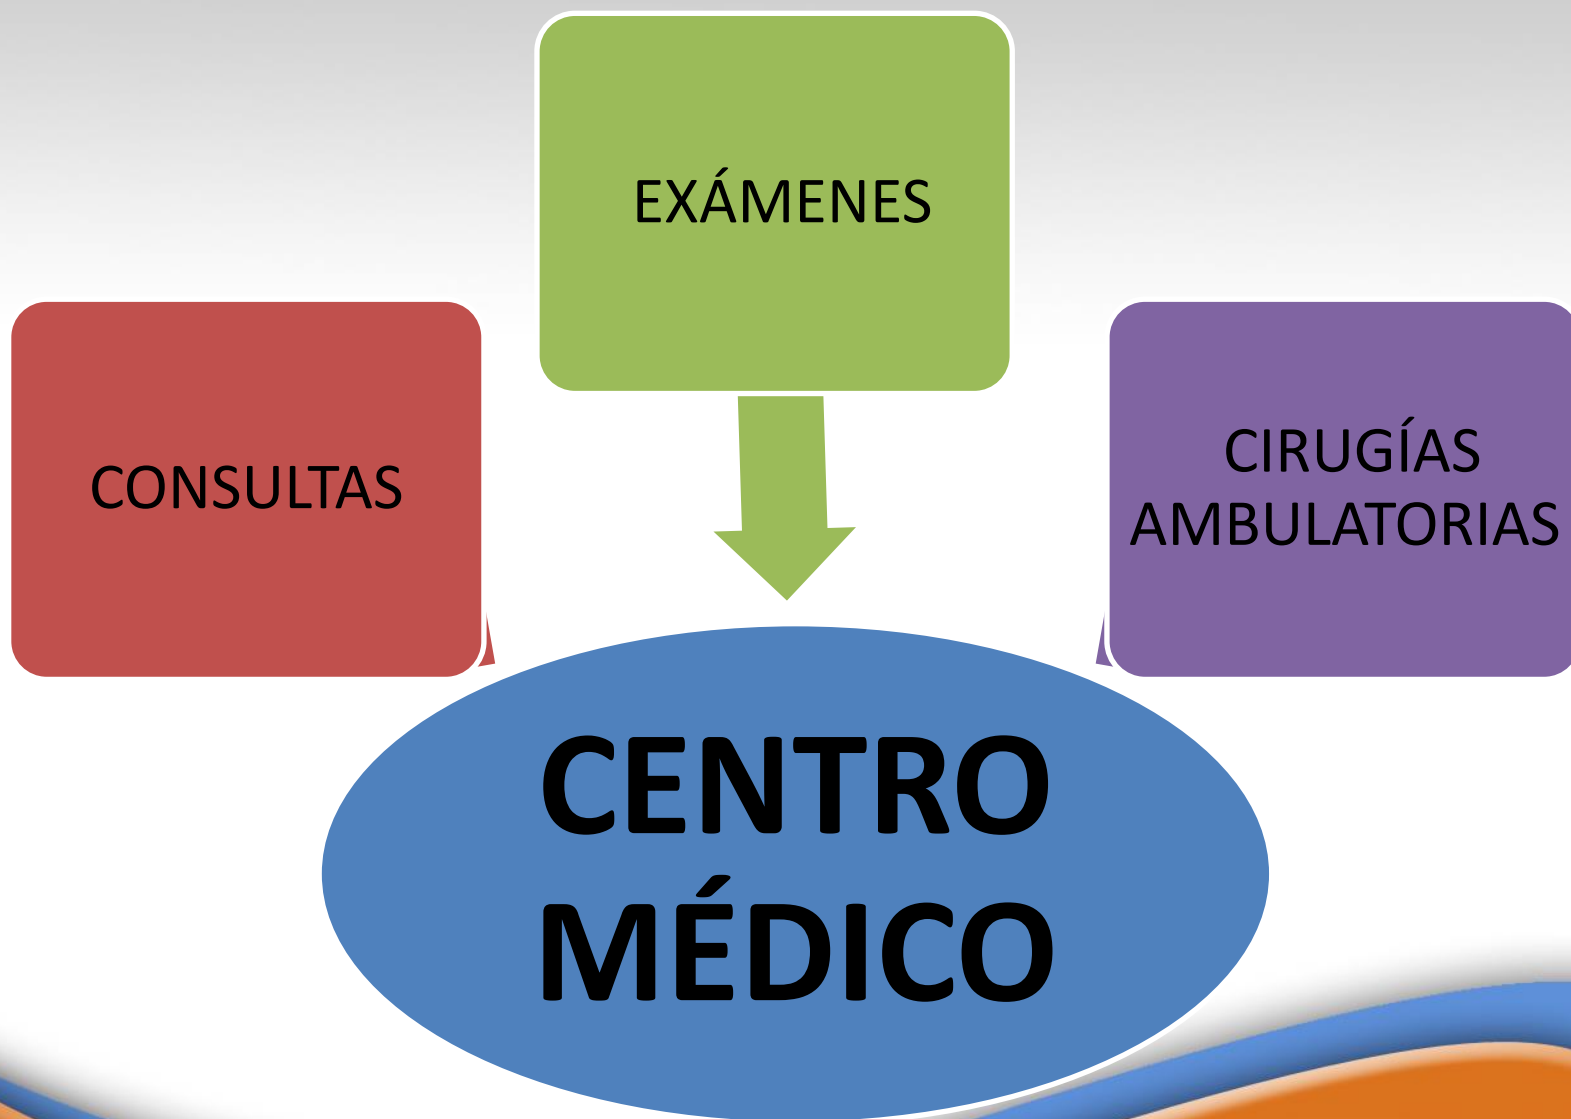 EXÁMENES
CONSULTAS
CIRUGÍAS
AMBULATORIAS
CENTRO
MÉDICO